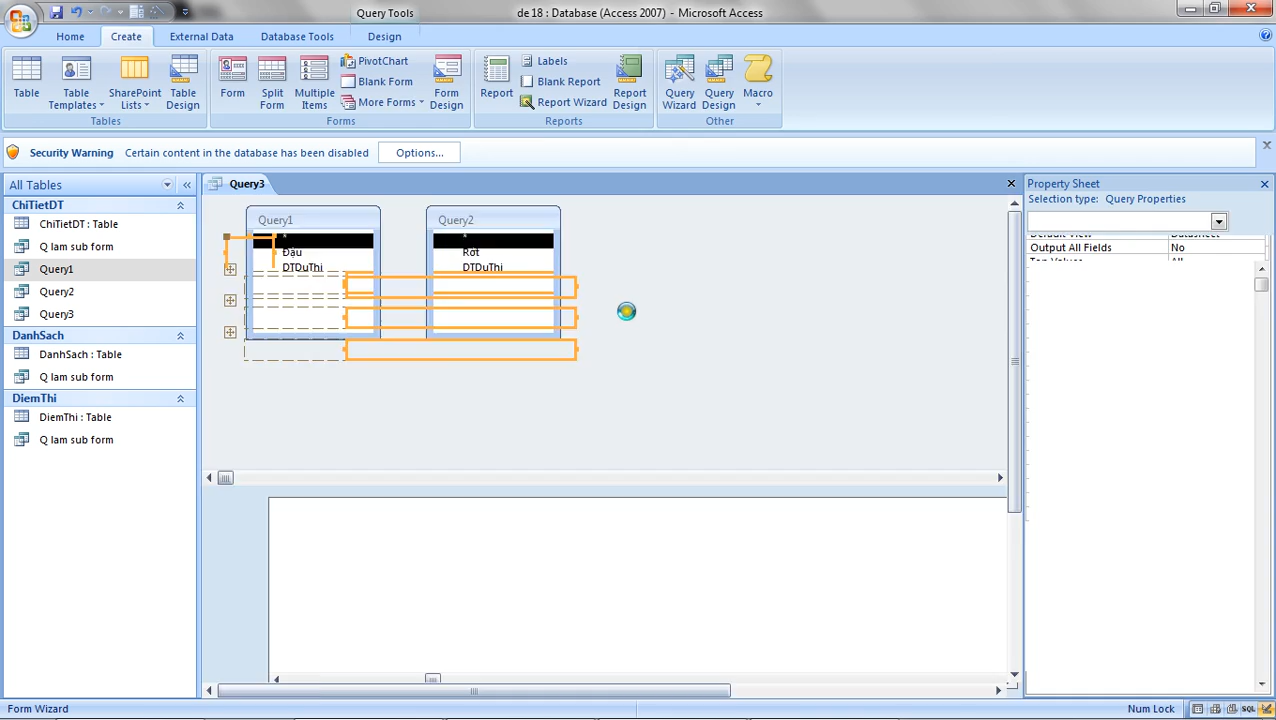 Query Tools
de 18 : Database (Access 2007) - Microsoft Access
Home
Create
External Data
Database Tools
Design
Table
Table Templates
SharePoint Lists
Table Design
Tables
Form
Split Form
Multiple Items
PivotChart
Blank Form
More Forms
Form Design
Forms
Report
Labels
Blank Report
Report Wizard
Report Design
Reports
Query Wizard
Query Design
Macro
Other
Security Warning
Certain content in the database has been disabled
Options...
All Tables
ChiTietDT
ChiTietDT : Table
Q lam sub form
Query1
Query2
Query3
DanhSach
DanhSach : Table
Q lam sub form
DiemThi
DiemThi : Table
Q lam sub form
Query3
Query1
*
Đau
DTDuThi
Query2
*
Rot
DTDuThi
Property Sheet
Selection type: Query Properties
Default View Datasheet
Output All Fields No
Top Values All
Form Wizard
Num Lock
SQL